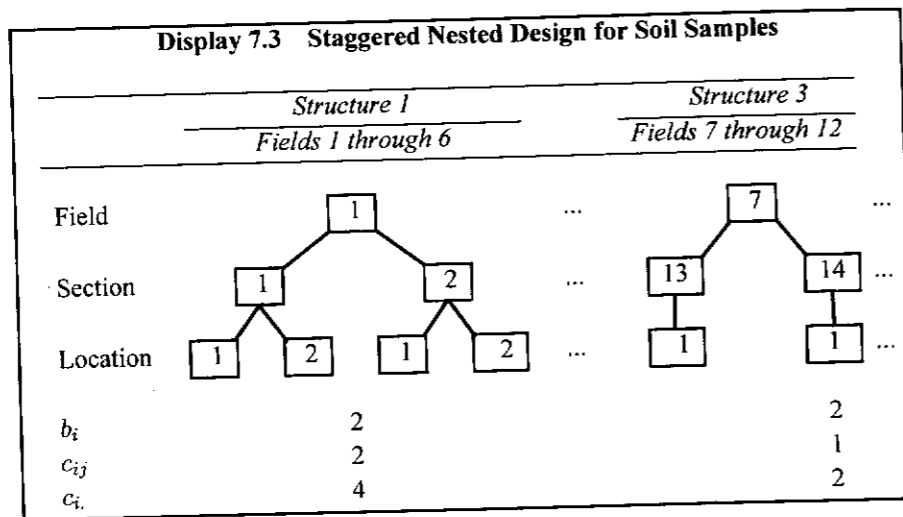 Display 7.3 Staggered Nested Design for Soil Samples
Structure 1 Structure 3
Fields 1 through 6 Fields 7 through 12
Field 1 ... 7 ...
Section 1 2 ... 13 14 ...
Location 1 2 1 2 ... 1 1 ...
b_i 2 2
c_ij 2 1
c_i. 4 2